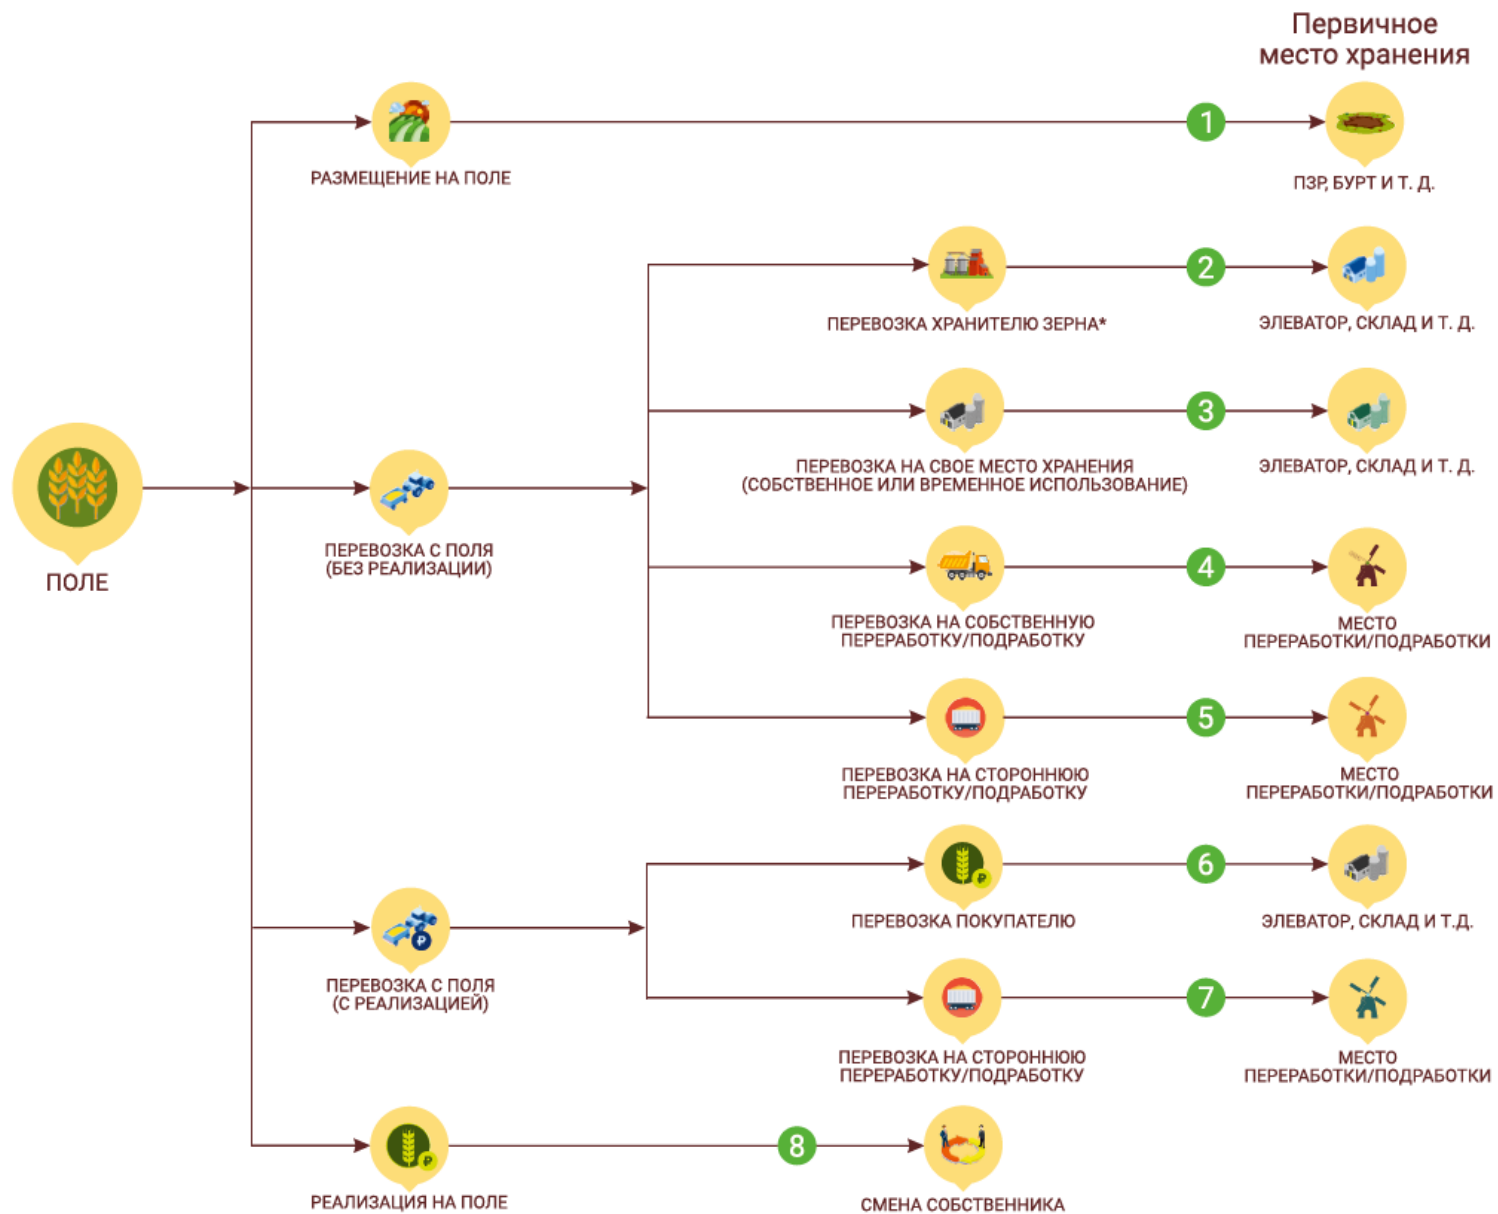 Первичное
место хранения
1
РАЗМЕЩЕНИЕ НА ПОЛЕ
ПЗР, БУРТ И Т. Д.
2
ПЕРЕВОЗКА ХРАНИТЕЛЮ ЗЕРНА*
ЭЛЕВАТОР, СКЛАД И Т. Д.
3
ПЕРЕВОЗКА НА СВОЕ МЕСТО ХРАНЕНИЯ
(СОБСТВЕННОЕ ИЛИ ВРЕМЕННОЕ ИСПОЛЬЗОВАНИЕ)
ЭЛЕВАТОР, СКЛАД И Т. Д.
ПОЛЕ
ПЕРЕВОЗКА С ПОЛЯ
(БЕЗ РЕАЛИЗАЦИИ)
4
ПЕРЕВОЗКА НА СОБСТВЕННУЮ
ПЕРЕРАБОТКУ/ПОДРАБОТКУ
МЕСТО
ПЕРЕРАБОТКИ/ПОДРАБОТКИ
5
ПЕРЕВОЗКА НА СТОРОННЮЮ
ПЕРЕРАБОТКУ/ПОДРАБОТКУ
МЕСТО
ПЕРЕРАБОТКИ/ПОДРАБОТКИ
₽
6
ПЕРЕВОЗКА ПОКУПАТЕЛЮ
ЭЛЕВАТОР, СКЛАД И Т.Д.
₽
ПЕРЕВОЗКА С ПОЛЯ
(С РЕАЛИЗАЦИЕЙ)
7
ПЕРЕВОЗКА НА СТОРОННЮЮ
ПЕРЕРАБОТКУ/ПОДРАБОТКУ
МЕСТО
ПЕРЕРАБОТКИ/ПОДРАБОТКИ
₽
8
РЕАЛИЗАЦИЯ НА ПОЛЕ
СМЕНА СОБСТВЕННИКА